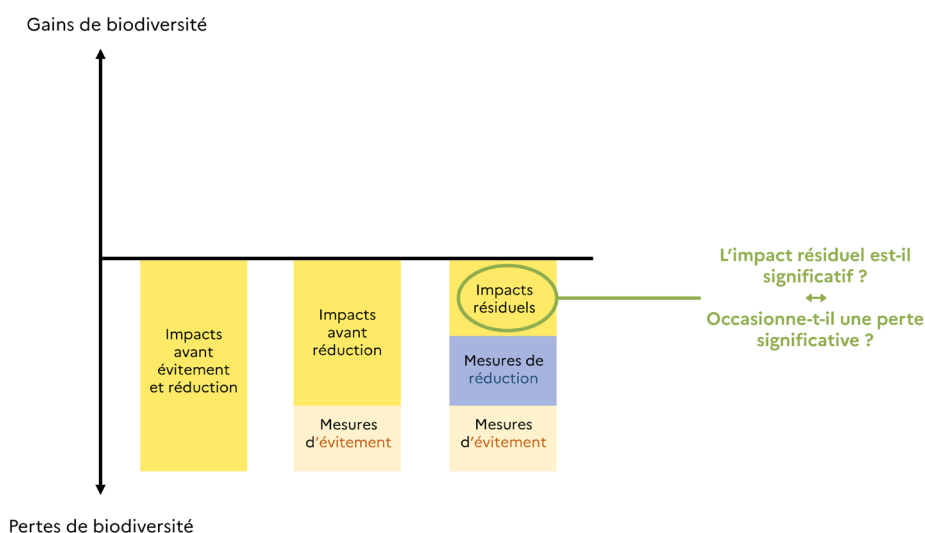 Gains de biodiversité
Impacts
avant
évitement
et réduction
Impacts
avant
réduction
Mesures
d'évitement
Impacts
résiduels
Mesures de
réduction
Mesures
d'évitement
L'impact résiduel est-il
significatif ?
↔
Occasionne-t-il une perte
significative ?
Pertes de biodiversité